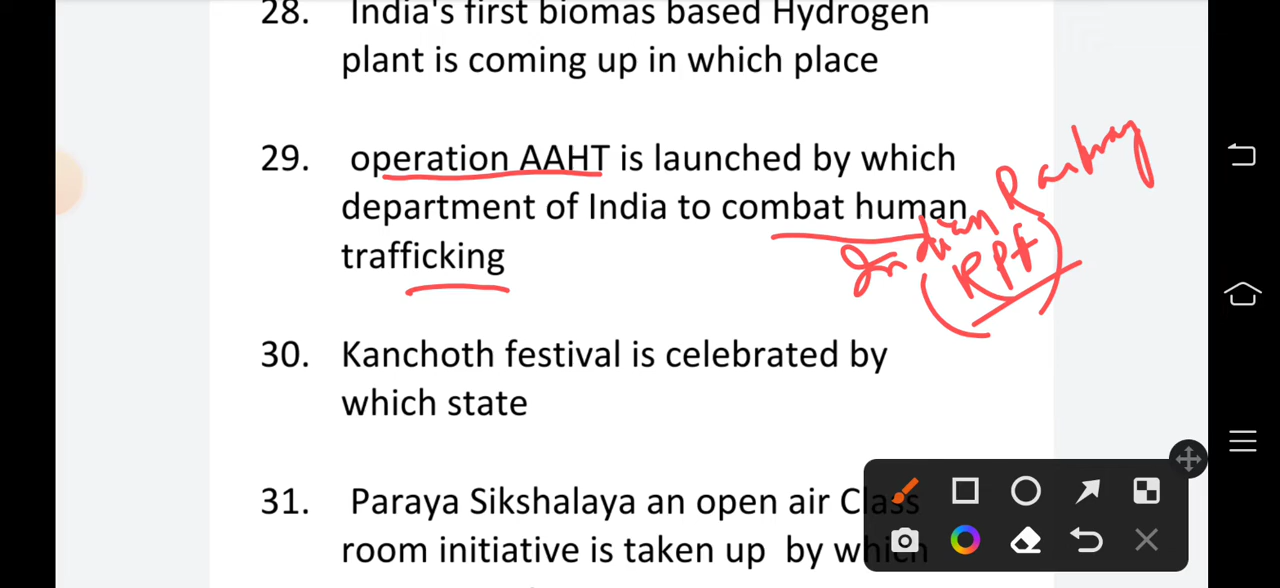 28. India's first biomas based Hydrogen
plant is coming up in which place
29. operation AAHT is launched by which
department of India to combat human
trafficking
Indian Railway
(RPf)
30. Kanchoth festival is celebrated by
which state
31. Paraya Sikshalaya an open air Class
room initiative is taken up by which